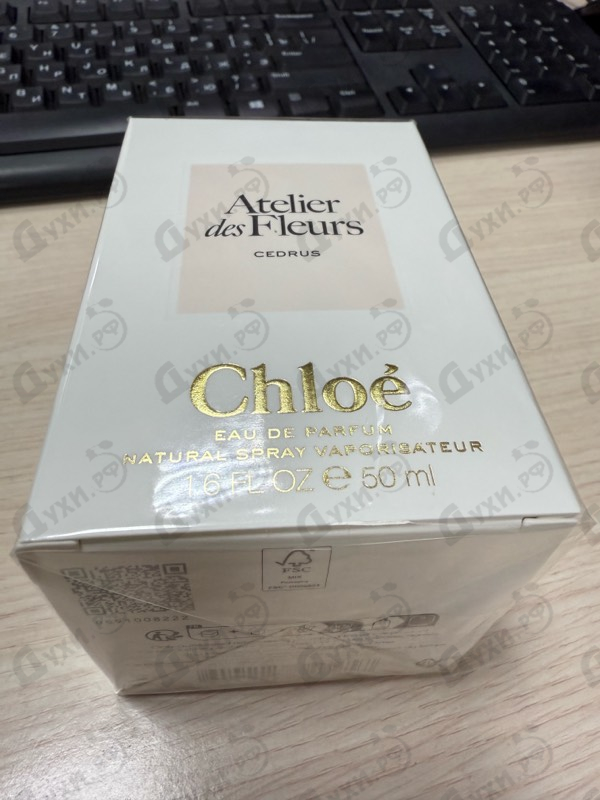 Atelier
des Fleurs
CEDRUS
Chloé
EAU DE PARFUM
NATURAL SPRAY VAPORISATEUR
1.6 FL OZ e 50 ml
FSC
MIX
ДУХИ.РФ